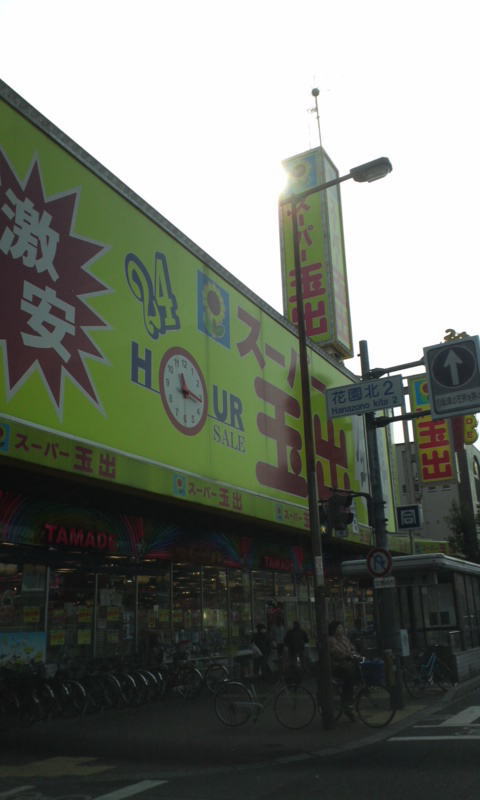 激安
24
HOUR
SALE
スーパー
玉出
スーパー玉出
スーパー玉出
スーパー玉出
TAMADE
花園北2
Hanazono kita 2
玉出